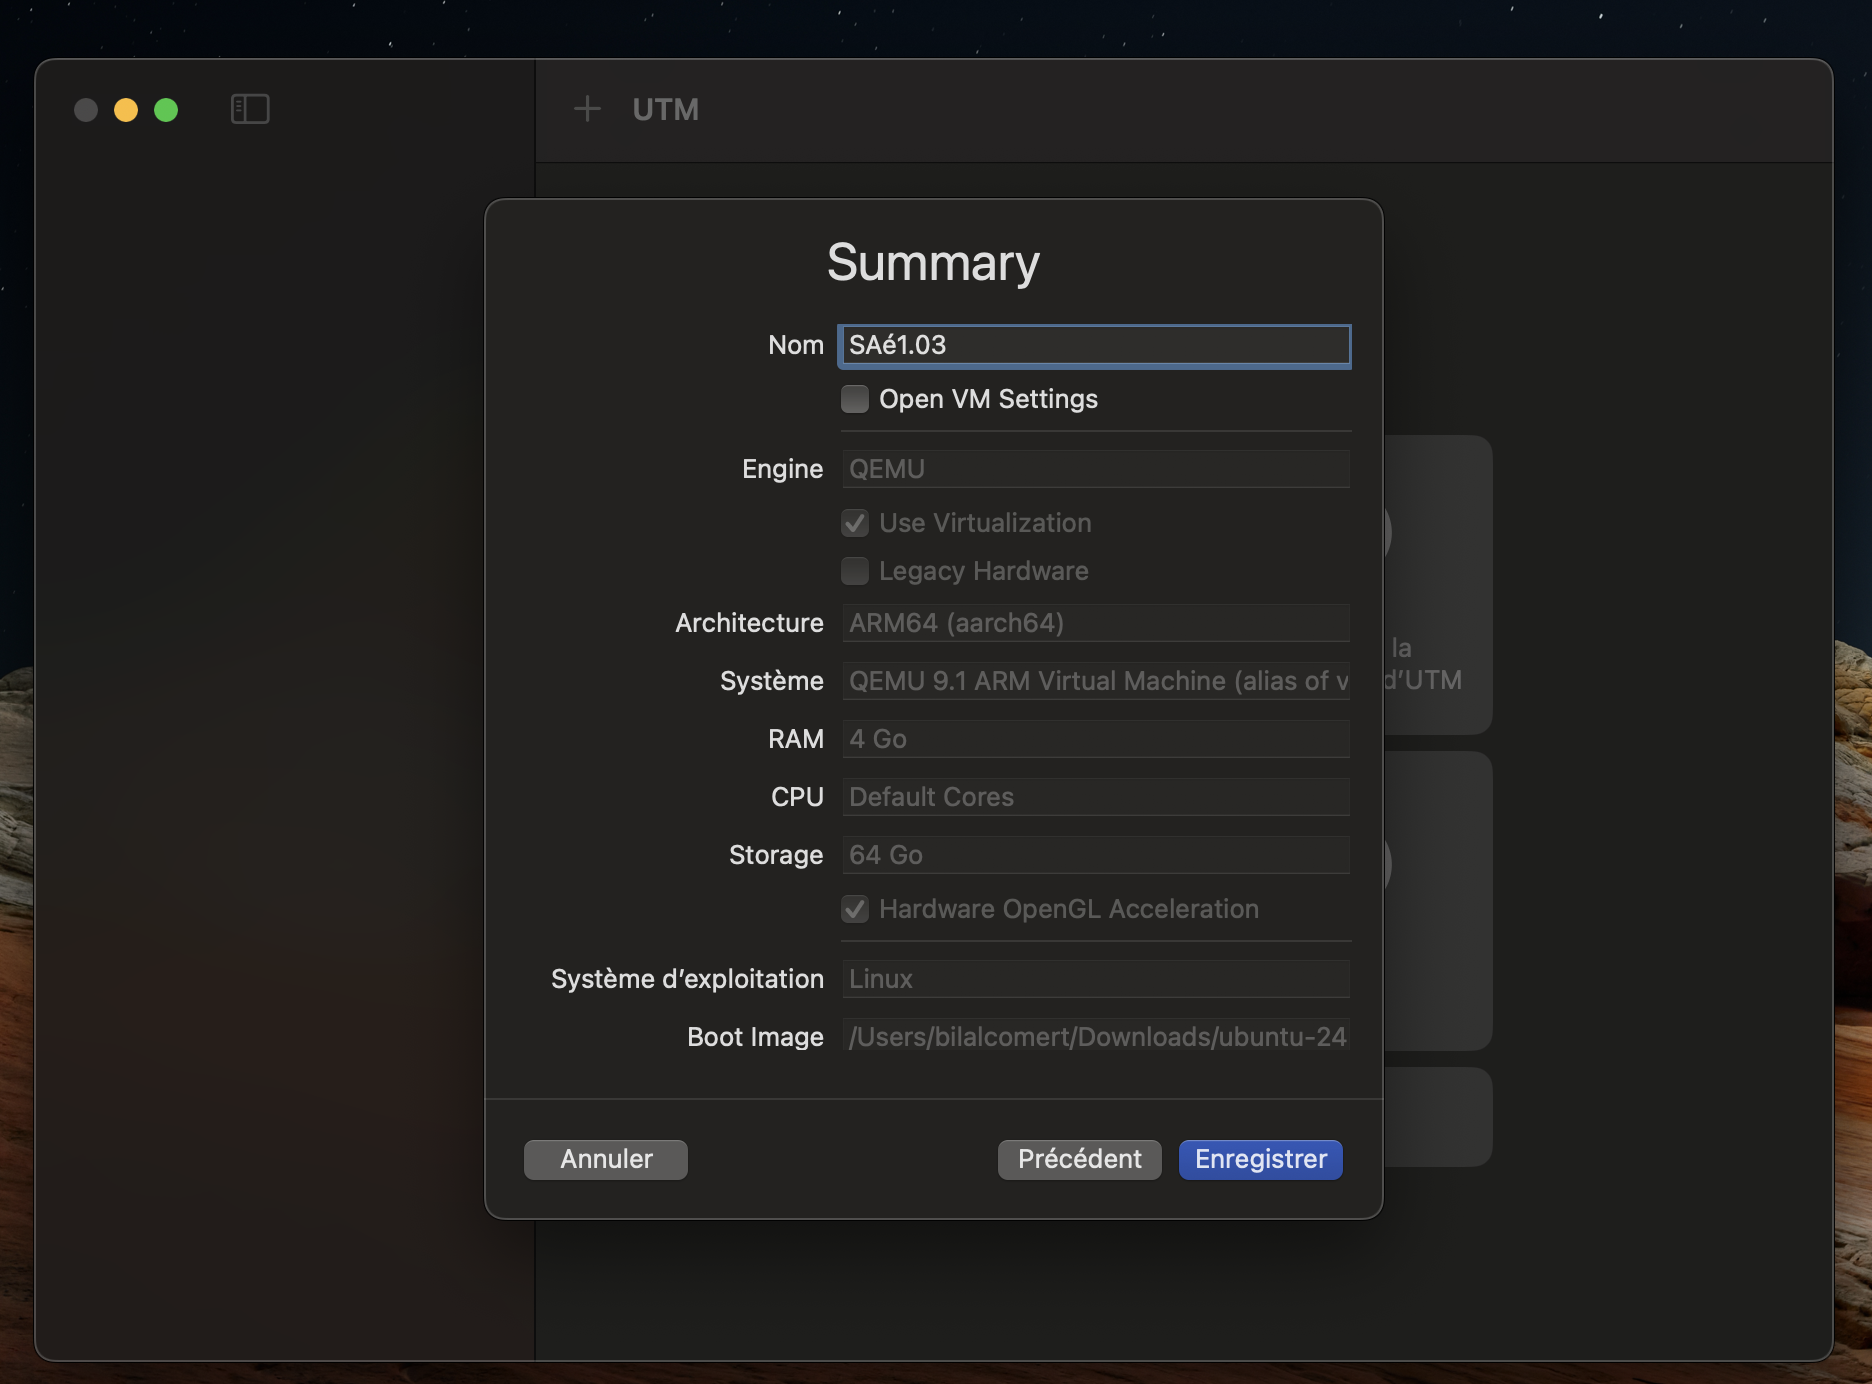 UTM
Summary
Nom SAé1.03
Open VM Settings
Engine QEMU
Use Virtualization
Legacy Hardware
Architecture ARM64 (aarch64)
Système QEMU 9.1 ARM Virtual Machine (alias of v
RAM 4 Go
CPU Default Cores
Storage 64 Go
Hardware OpenGL Acceleration
Système d’exploitation Linux
Boot Image /Users/bilalcomert/Downloads/ubuntu-24
Annuler Précédent Enregistrer
la
d’UTM